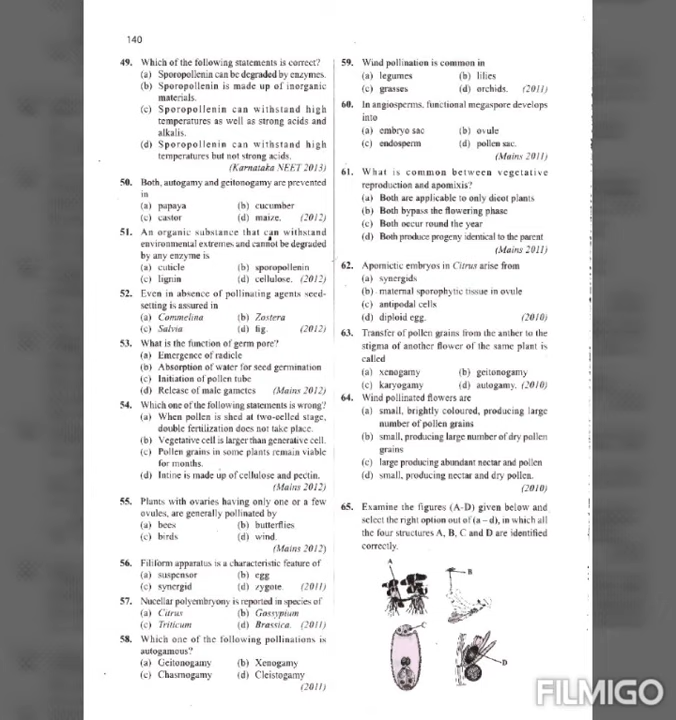 140
49. Which of the following statements is correct?
(a) Sporopollenin can be degraded by enzymes.
(b) Sporopollenin is made up of inorganic
materials.
(c) Sporopollenin can withstand high
temperatures as well as strong acids and
alkalis.
(d) Sporopollenin can withstand high
temperatures but not strong acids.
(Karnataka NEET 2013)
50. Both, autogamy and geitonogamy are prevented
in
(a) papaya (b) cucumber
(c) castor (d) maize. (2012)
51. An organic substance that can withstand
environmental extremes and cannot be degraded
by any enzyme is
(a) cuticle (b) sporopollenin
(c) lignin (d) cellulose. (2012)
52. Even in absence of pollinating agents seed-
setting is assured in
(a) Commelina (b) Zostera
(c) Salvia (d) fig. (2012)
53. What is the function of germ pore?
(a) Emergence of radicle
(b) Absorption of water for seed germination
(c) Initiation of pollen tube
(d) Release of male gametes (Mains 2012)
54. Which one of the following statements is wrong?
(a) When pollen is shed at two-celled stage,
double fertilization does not take place.
(b) Vegetative cell is larger than generative cell.
(c) Pollen grains in some plants remain viable
for months.
(d) Intine is made up of cellulose and pectin.
(Mains 2012)
55. Plants with ovaries having only one or a few
ovules, are generally pollinated by
(a) bees (b) butterflies
(c) birds (d) wind.
(Mains 2012)
56. Filiform apparatus is a characteristic feature of
(a) suspensor (b) egg
(c) synergid (d) zygote. (2011)
57. Nucellar polyembryony is reported in species of
(a) Citrus (b) Gossypium
(c) Triticum (d) Brassica. (2011)
58. Which one of the following pollinations is
autogamous?
(a) Geitonogamy (b) Xenogamy
(c) Chasmogamy (d) Cleistogamy
(2011)
59. Wind pollination is common in
(a) legumes (b) lilies
(c) grasses (d) orchids. (2011)
60. In angiosperms, functional megaspore develops
into
(a) embryo sac (b) ovule
(c) endosperm (d) pollen sac.
(Mains 2011)
61. What is common between vegetative
reproduction and apomixis?
(a) Both are applicable to only dicot plants
(b) Both bypass the flowering phase
(c) Both occur round the year
(d) Both produce progeny identical to the parent
(Mains 2011)
62. Apomictic embryos in Citrus arise from
(a) synergids
(b) maternal sporophytic tissue in ovule
(c) antipodal cells
(d) diploid egg. (2010)
63. Transfer of pollen grains from the anther to the
stigma of another flower of the same plant is
called
(a) xenogamy (b) geitonogamy
(c) karyogamy (d) autogamy. (2010)
64. Wind pollinated flowers are
(a) small, brightly coloured, producing large
number of pollen grains
(b) small, producing large number of dry pollen
grains
(c) large producing abundant nectar and pollen
(d) small, producing nectar and dry pollen.
(2010)
65. Examine the figures (A-D) given below and
select the right option out of (a – d), in which all
the four structures A, B, C and D are identified
correctly.
A
B
C
D
FILMIGO